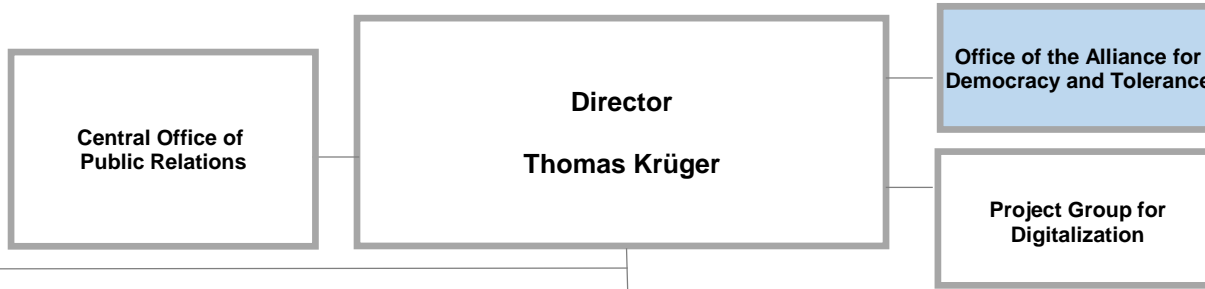 Central Office of
Public Relations
Director
Thomas Krüger
Office of the Alliance for
Democracy and Tolerance
Project Group for
Digitalization